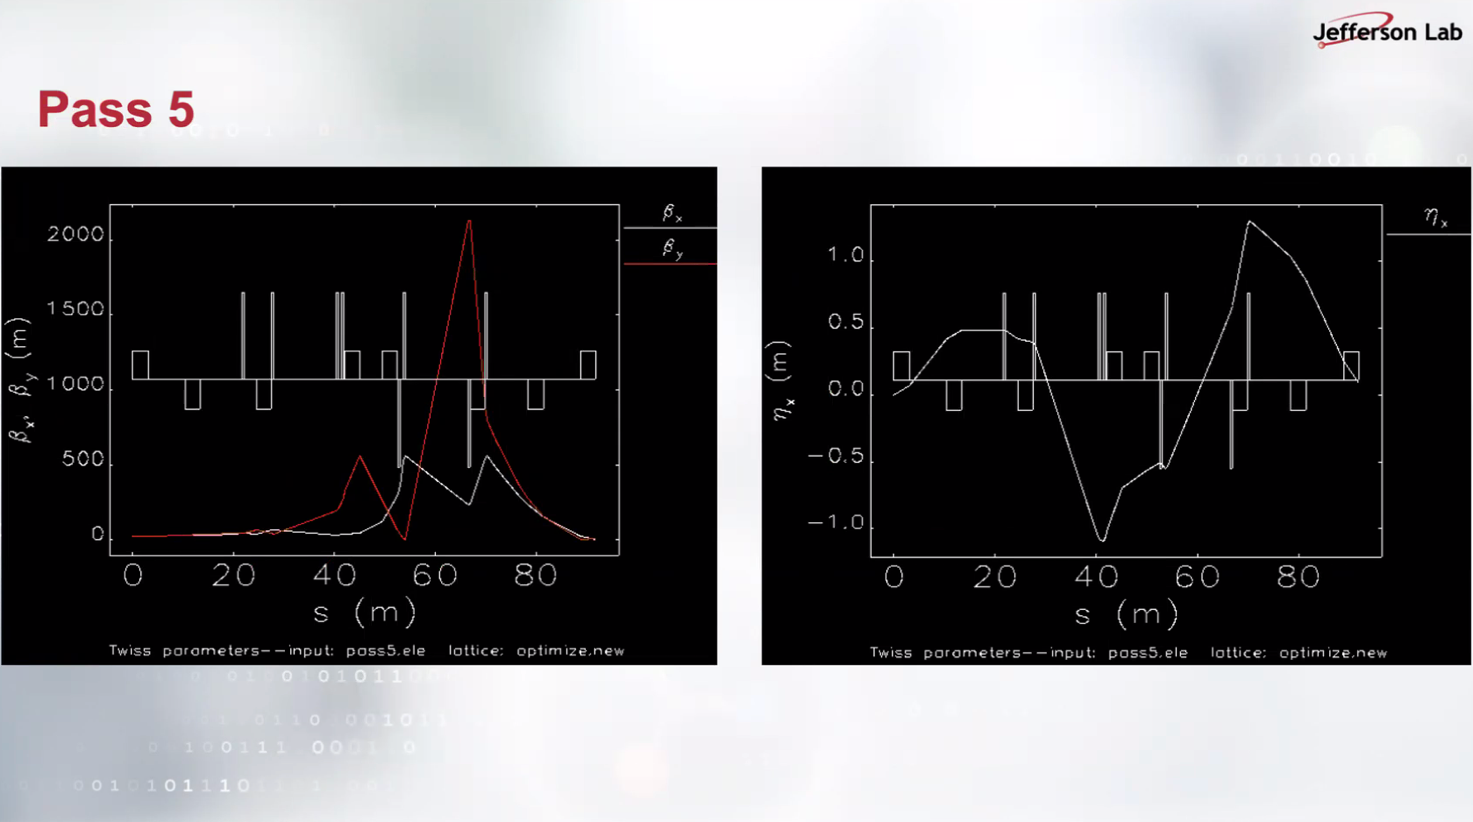 Jefferson Lab
Pass 5
βx
βy
2000
1500
1000
500
0
βx, βy (m)
0 20 40 60 80
s (m)
Twiss parameters--input: pass5.ele lattice: optimize.new
ηx
1.0
0.5
0.0
-0.5
-1.0
ηx (m)
0 20 40 60 80
s (m)
Twiss parameters--input: pass5.ele lattice: optimize.new